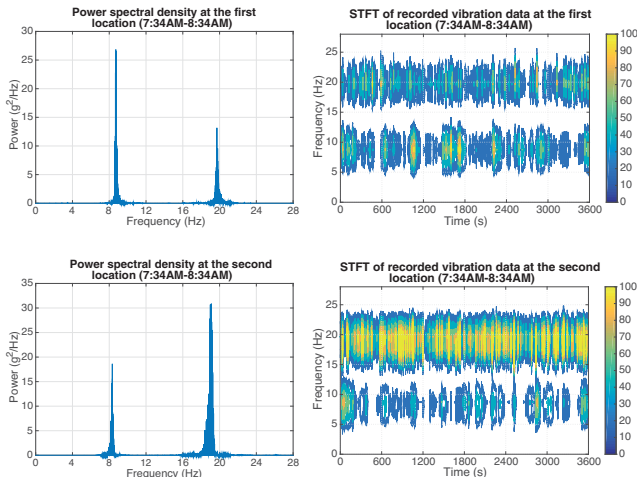 Power spectral density at the first
location (7:34AM-8:34AM)
30
25
20
15
10
5
0
Power (g²/Hz)
0 4 8 12 16 20 24 28
Frequency (Hz)
STFT of recorded vibration data at the first
location (7:34AM-8:34AM)
25
20
15
10
5
0
Frequency (Hz)
0 600 1200 1800 2400 3000 3600
Time (s)
100
90
80
70
60
50
40
30
20
10
0
Power spectral density at the second
location (7:34AM-8:34AM)
35
30
25
20
15
10
5
0
Power (g²/Hz)
0 4 8 12 16 20 24 28
Frequency (Hz)
STFT of recorded vibration data at the second
location (7:34AM-8:34AM)
25
20
15
10
5
0
Frequency (Hz)
0 600 1200 1800 2400 3000 3600
Time (s)
100
90
80
70
60
50
40
30
20
10
0